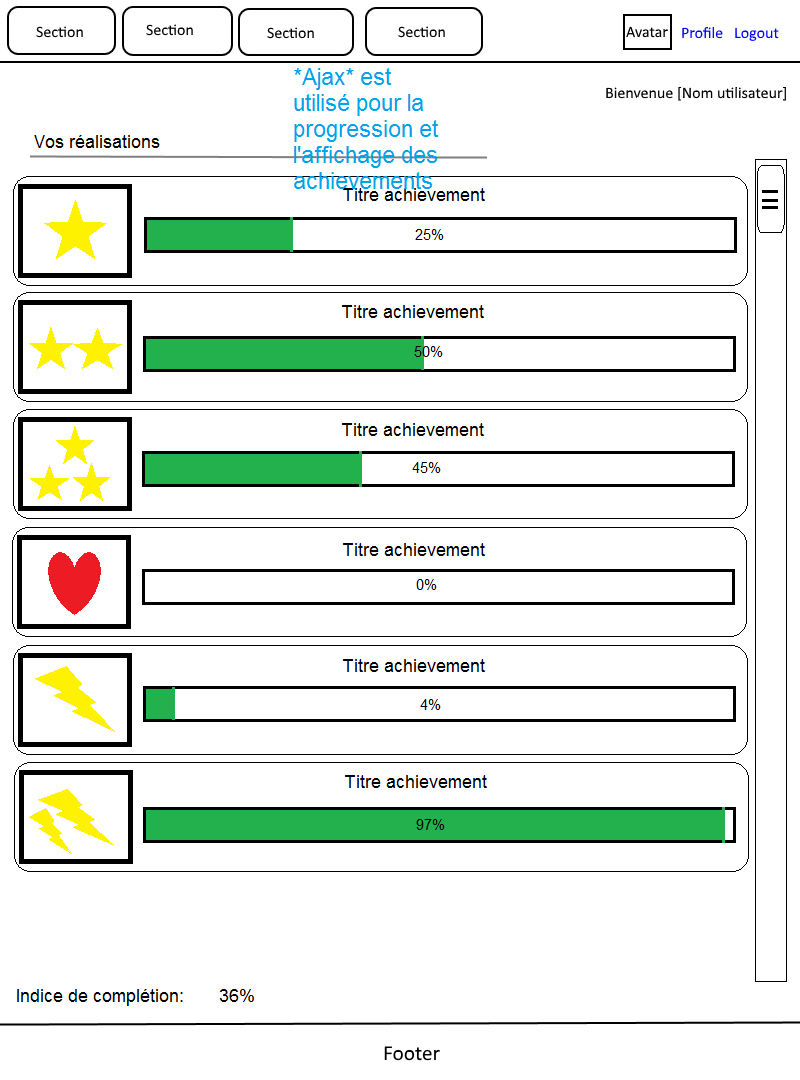 Section Section Section Section Avatar Profile Logout
*Ajax* est
utilisé pour la
progression et
l'affichage des
achievements
Bienvenue [Nom utilisateur]
Vos réalisations
Titre achievement
25%
Titre achievement
50%
Titre achievement
45%
Titre achievement
0%
Titre achievement
4%
Titre achievement
97%
Indice de complétion: 36%
Footer